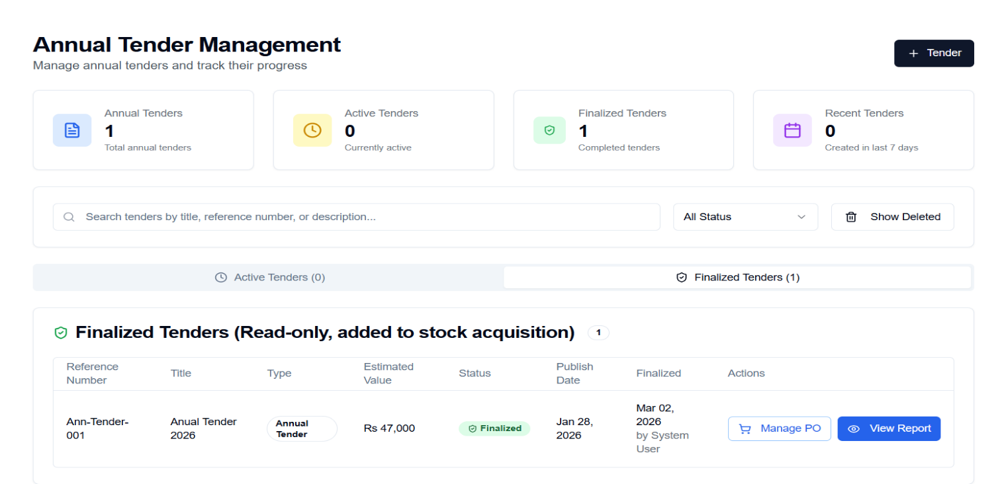 Annual Tender Management
Manage annual tenders and track their progress
+ Tender
Annual Tenders
1
Total annual tenders
Active Tenders
0
Currently active
Finalized Tenders
1
Completed tenders
Recent Tenders
0
Created in last 7 days
Search tenders by title, reference number, or description...
All Status
Show Deleted
Active Tenders (0)
Finalized Tenders (1)
Finalized Tenders (Read-only, added to stock acquisition) 1
Reference
Number
Title
Type
Estimated
Value
Status
Publish
Date
Finalized
Actions
Ann-Tender-
001
Anual Tender
2026
Annual
Tender
Rs 47,000
Finalized
Jan 28,
2026
Mar 02,
2026
by System
User
Manage PO
View Report